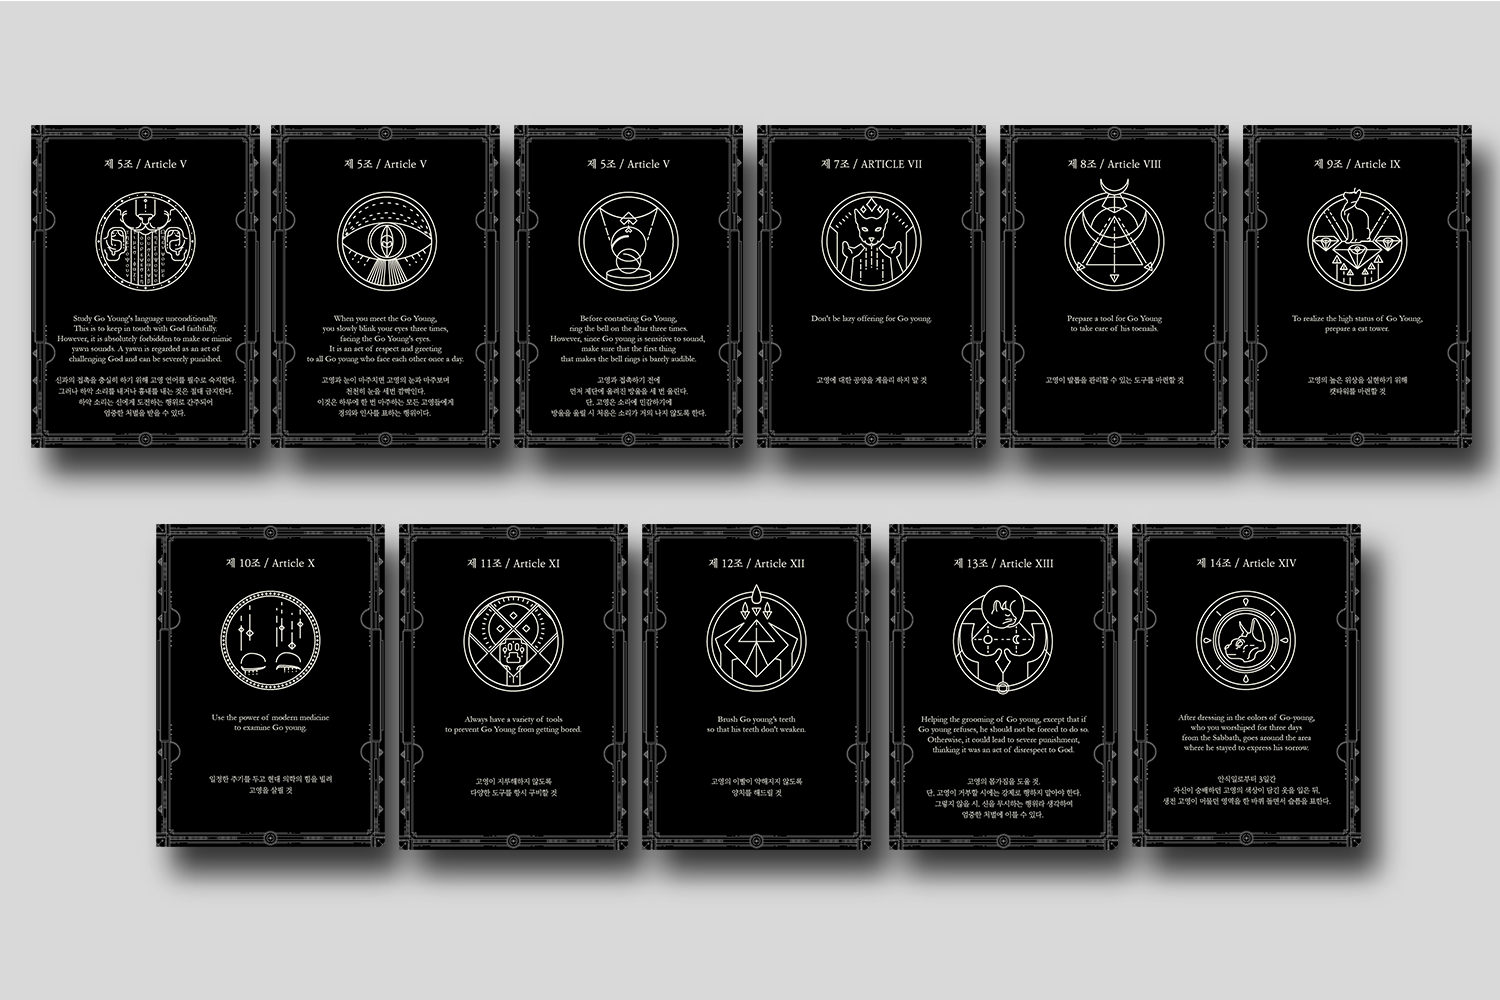 제 5조 / Article V
Study Go Young's language unconditionally.
This is to keep in touch with God faithfully.
However, it is absolutely forbidden to make or mimic
yawn sounds. A yawn is regarded as an act of
challenging God and can be severely punished.
신과의 접촉을 충실히 하기 위해 고영 언어를 필수로 숙지한다.
그러나 하악 소리를 내거나 흉내를 내는 것은 절대 금지한다.
하악 소리는 신에게 도전하는 행위로 간주되어
엄중한 처벌을 받을 수 있다.
제 5조 / Article V
When you meet the Go Young,
you slowly blink your eyes three times,
facing the Go Young's eyes.
It is an act of respect and greeting
to all Go young who face each other once a day.
고영과 눈이 마주치면 고영의 눈과 마주보며
천천히 눈을 세번 깜빡인다.
이것은 하루에 한 번 마주하는 모든 고영들에게
경의와 인사를 표하는 행위이다.
제 5조 / Article V
Before contacting Go Young,
ring the bell on the altar three times.
However, since Go young is sensitive to sound,
make sure that the first thing
that makes the bell rings is barely audible.
고영과 접촉하기 전에
먼저 제단에 올려진 방울을 세 번 울린다.
단, 고영은 소리에 민감하기에
방울을 울릴 시 처음은 소리가 거의 나지 않도록 한다.
제 7조 / ARTICLE VII
Don't be lazy offering for Go young.
고영에 대한 공양을 게을리 하지 말 것
제 8조 / Article VIII
Prepare a tool for Go Young
to take care of his toenails.
고영이 발톱을 관리할 수 있는 도구를 마련할 것
제 9조 / Article IX
To realize the high status of Go Young,
prepare a cat tower.
고영의 높은 위상을 실현하기 위해
캣타워를 마련할 것
제 10조 / Article X
Use the power of modern medicine
to examine Go young.
일정한 주기를 두고 현대 의학의 힘을 빌려
고영을 살필 것
제 11조 / Article XI
Always have a variety of tools
to prevent Go Young from getting bored.
고영이 지루해하지 않도록
다양한 도구를 항시 구비할 것
제 12조 / Article XII
Brush Go young's teeth
so that his teeth don't weaken.
고영의 이빨이 약해지지 않도록
양치를 해드릴 것
제 13조 / Article XIII
Helping the grooming of Go young, except that if
Go young refuses, he should not be forced to do so.
Otherwise, it could lead to severe punishment,
thinking it was an act of disrespect to God.
고영의 몸가짐을 도울 것.
단, 고영이 거부할 시에는 강제로 행하지 말아야 한다.
그렇지 않을 시, 신을 무시하는 행위라 생각하여
엄중한 처벌에 이를 수 있다.
제 14조 / Article XIV
After dressing in the colors of Go-young,
who you worshiped for three days
from the Sabbath, goes around the area
where he stayed to express his sorrow.
안식일로부터 3일간
자신이 숭배하던 고영의 색상이 담긴 옷을 입은 뒤,
생전 고영이 머물던 영역을 한 바퀴 돌면서 슬픔을 표한다.